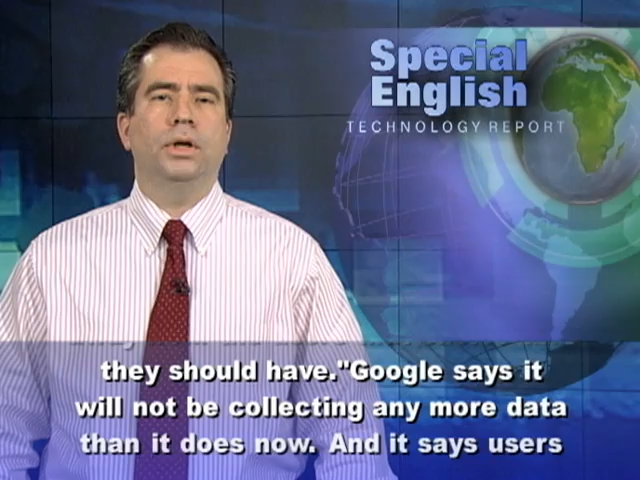 Special
English
TECHNOLOGY REPORT
they should have."Google says it
will not be collecting any more data
than it does now. And it says users